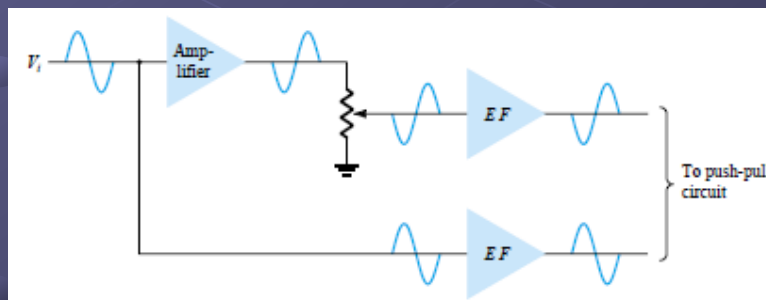 Amp-
lifier
Vi
EF
To push-pul
circuit
EF